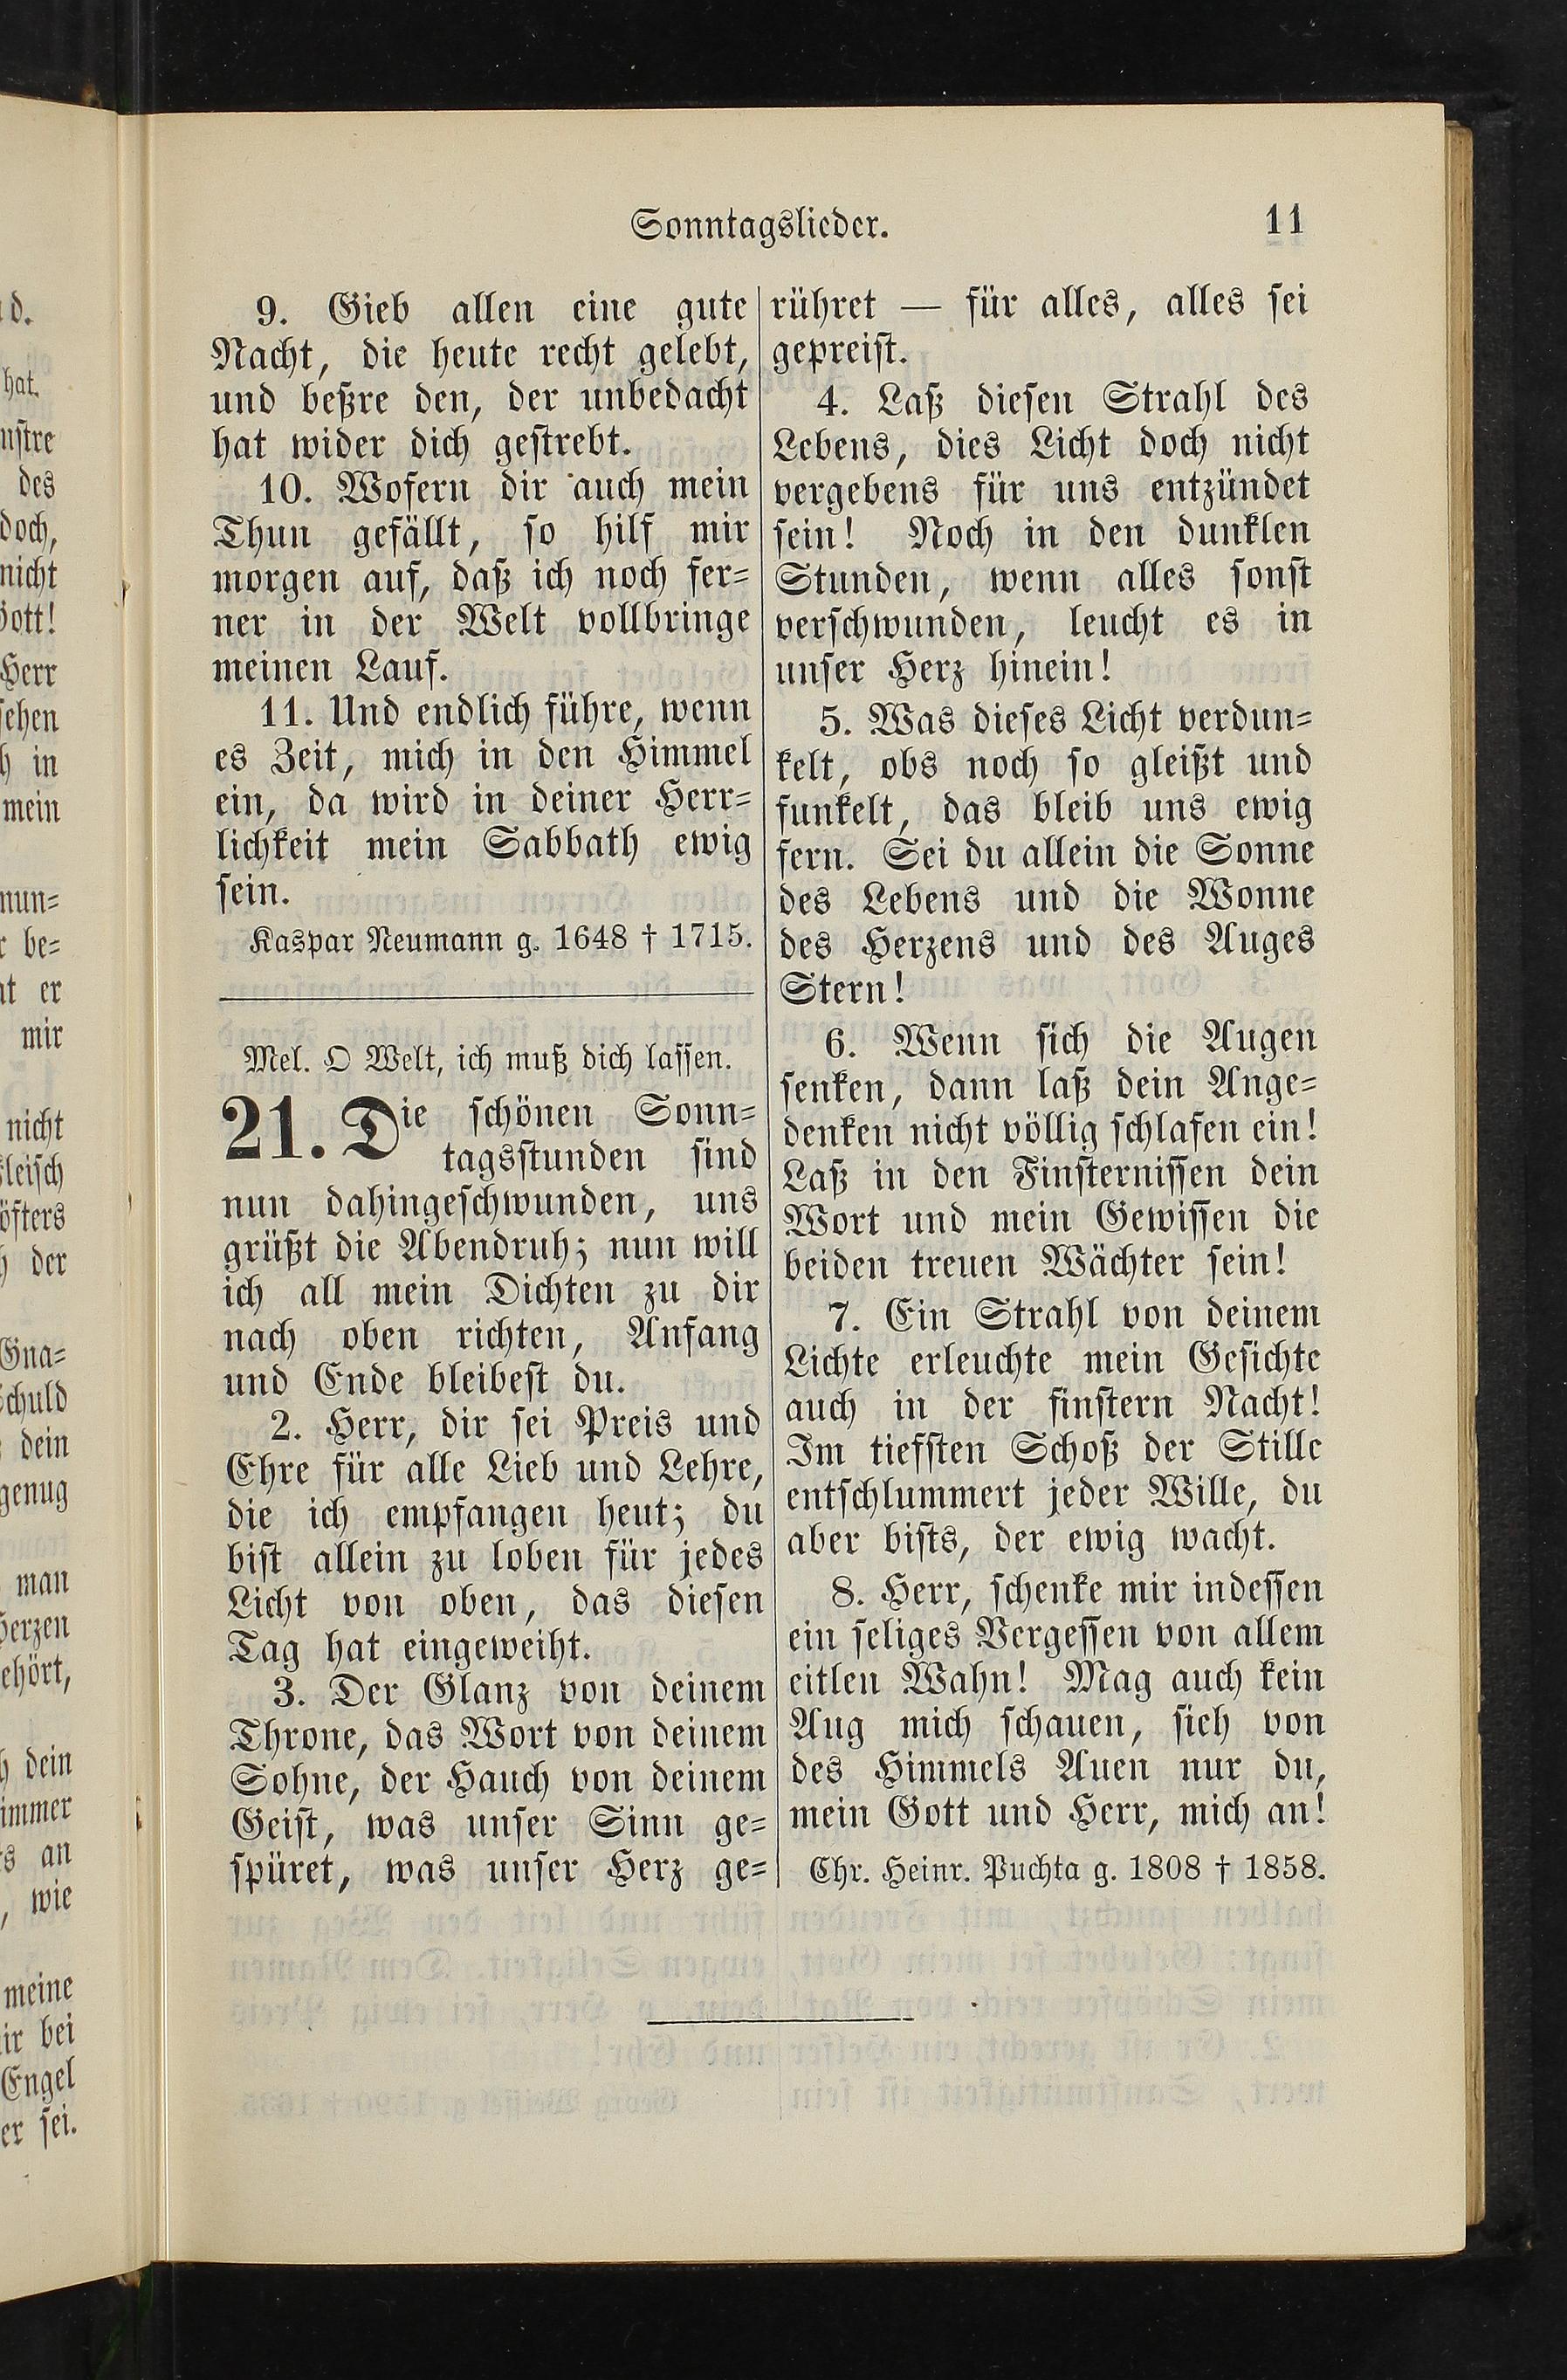 Sonntagslieder.
11
9. Gieb allen eine gute
Nacht, die heute recht gelebt,
und beßre den, der unbedacht
hat wider dich gestrebt.
10. Wofern dir auch mein
Thun gefällt, so hilf mir
morgen auf, daß ich noch fer-
ner in der Welt vollbringe
meinen Lauf.
11. Und endlich führe, wenn
es Zeit, mich in den Himmel
ein, da wird in deiner Herr-
lichkeit mein Sabbath ewig
sein.
Kaspar Neumann g. 1648 † 1715.
Mel. O Welt, ich muß dich lassen.
21. Die schönen Sonn-
tagsstunden sind
nun dahingeschwunden, uns
grüßt die Abendruh; nun will
ich all mein Dichten zu dir
nach oben richten, Anfang
und Ende bleibest du.
2. Herr, dir sei Preis und
Ehre für alle Lieb und Lehre,
die ich empfangen heut; du
bist allein zu loben für jedes
Licht von oben, das diesen
Tag hat eingeweiht.
3. Der Glanz von deinem
Throne, das Wort von deinem
Sohne, der Hauch von deinem
Geist, was unser Sinn ge-
spüret, was unser Herz ge-
rühret — für alles, alles sei
gepreist.
4. Laß diesen Strahl des
Lebens, dies Licht doch nicht
vergebens für uns entzündet
sein! Noch in den dunklen
Stunden, wenn alles sonst
verschwunden, leucht es in
unser Herz hinein!
5. Was dieses Licht verdun-
kelt, obs noch so gleißt und
funkelt, das bleib uns ewig
fern. Sei du allein die Sonne
des Lebens und die Wonne
des Herzens und des Auges
Stern!
6. Wenn sich die Augen
senken, dann laß dein Ange-
denken nicht völlig schlafen ein!
Laß in den Finsternissen dein
Wort und mein Gewissen die
beiden treuen Wächter sein!
7. Ein Strahl von deinem
Lichte erleuchte mein Gesichte
auch in der finstern Nacht!
Im tiefsten Schoß der Stille
entschlummert jeder Wille, du
aber bists, der ewig wacht.
8. Herr, schenke mir indessen
ein seliges Vergessen von allem
eitlen Wahn! Mag auch kein
Aug mich schauen, sieh von
des Himmels Auen nur du,
mein Gott und Herr, mich an!
Chr. Heinr. Puchta g. 1808 † 1858.